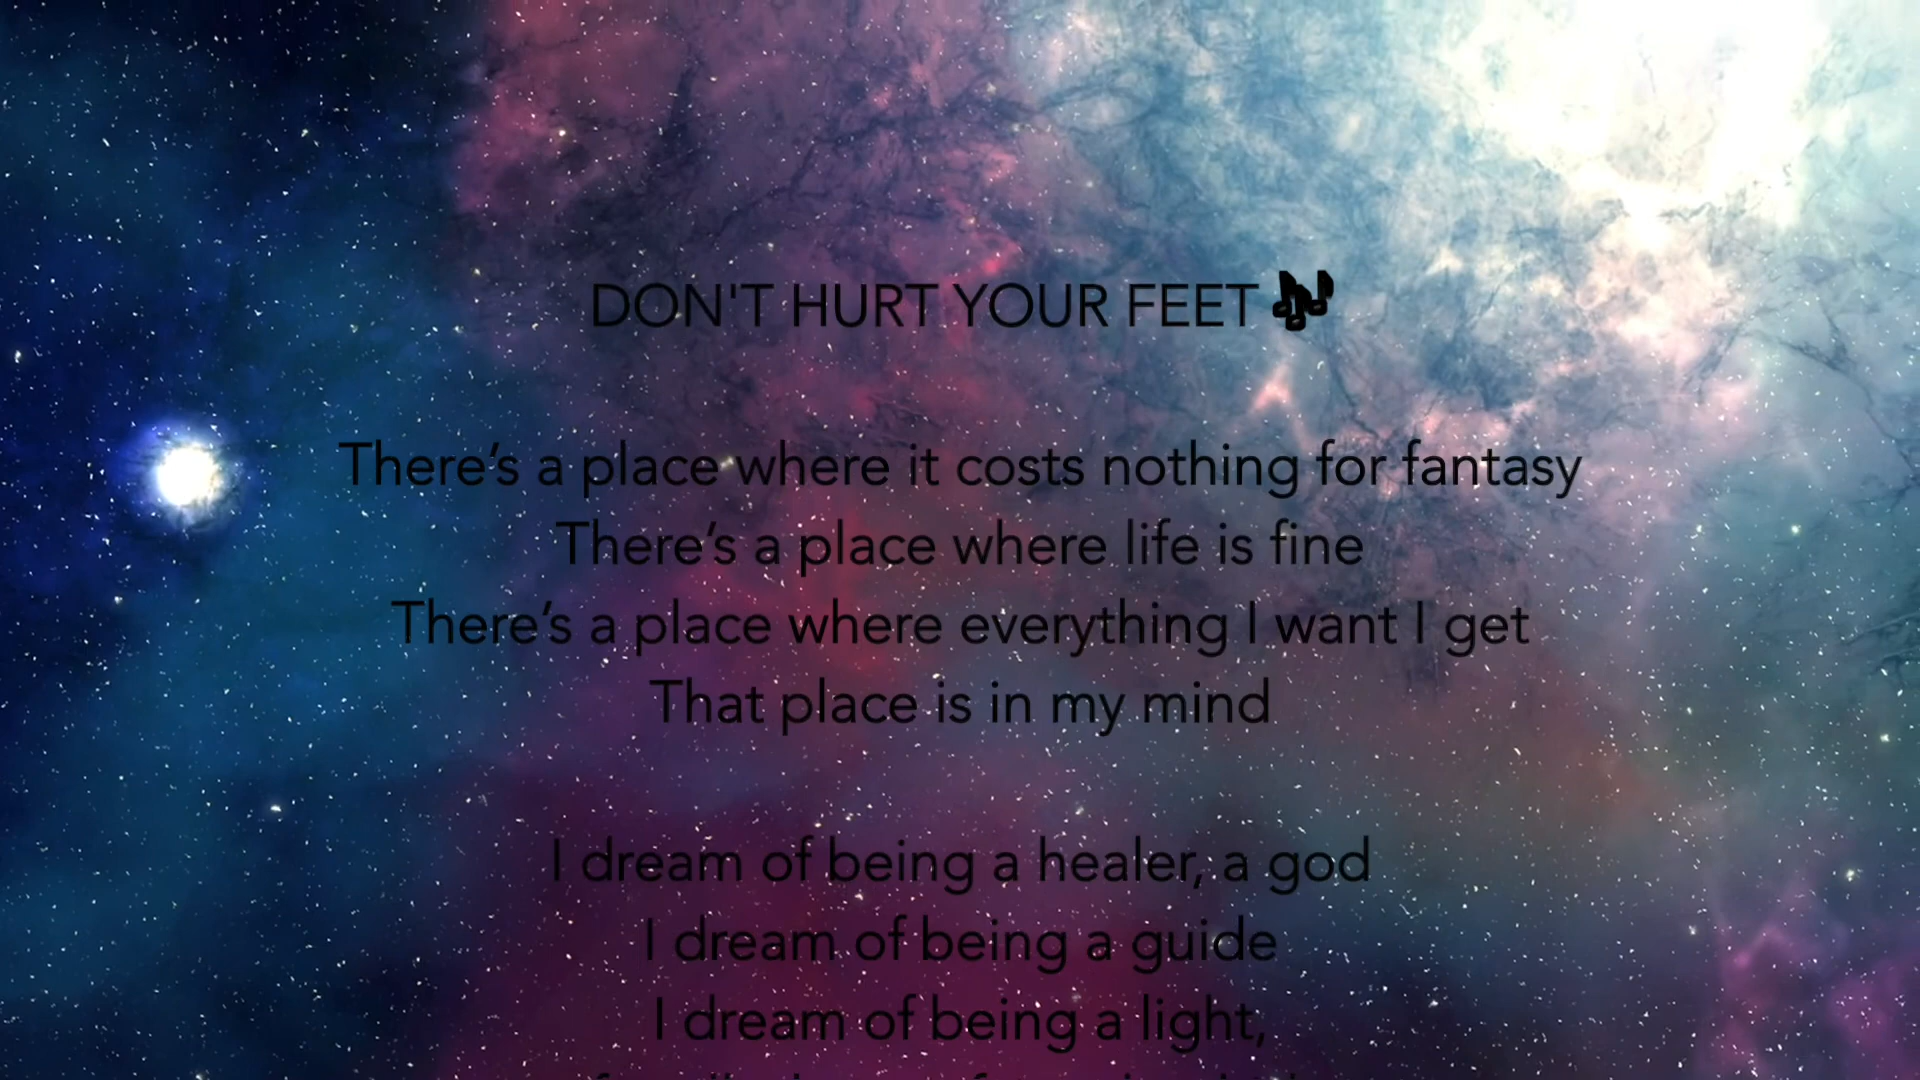 DON'T HURT YOUR FEET 🎶
There’s a place where it costs nothing for fantasy
There’s a place where life is fine
There’s a place where everything I want I get
That place is in my mind
I dream of being a healer, a god
I dream of being a guide
I dream of being a light,